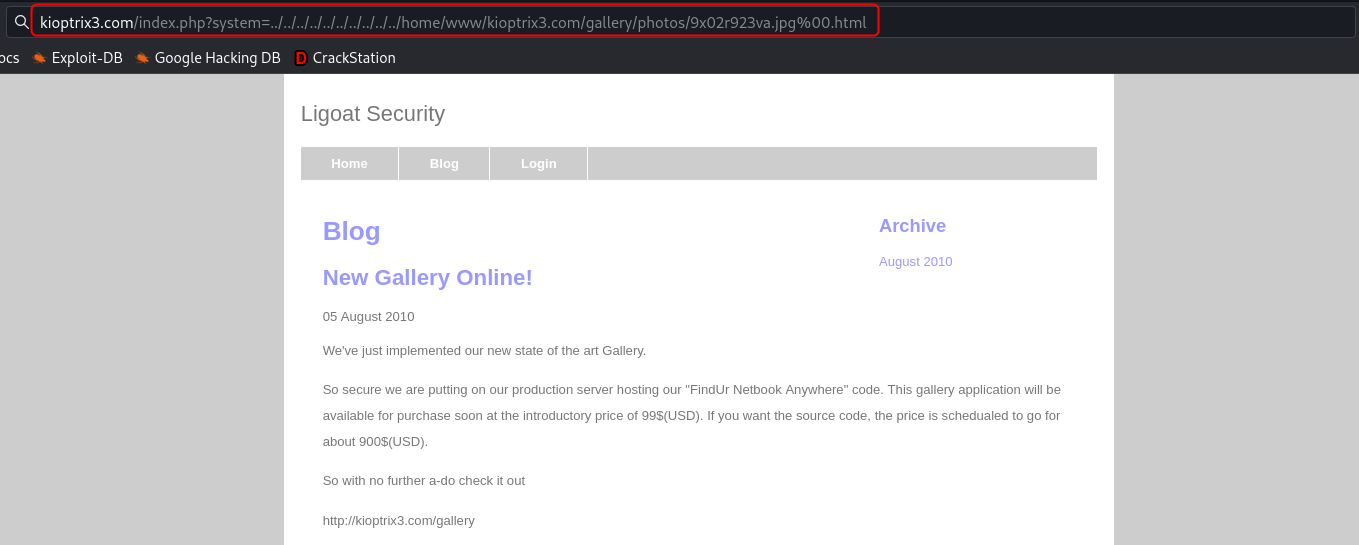 kioptrix3.com/index.php?system=../../../../../../../../../../home/www/kioptrix3.com/gallery/photos/9x02r923va.jpg%00.html
ocs Exploit-DB Google Hacking DB D CrackStation
Ligoat Security
Home Blog Login
Blog
Archive
New Gallery Online!
August 2010
05 August 2010
We've just implemented our new state of the art Gallery.
So secure we are putting on our production server hosting our "FindUr Netbook Anywhere" code. This gallery application will be
available for purchase soon at the introductory price of 99$(USD). If you want the source code, the price is schedualed to go for
about 900$(USD).
So with no further a-do check it out
http://kioptrix3.com/gallery